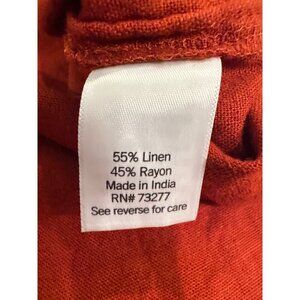 55% Linen
45% Rayon
Made in India
RN# 73277
See reverse for care